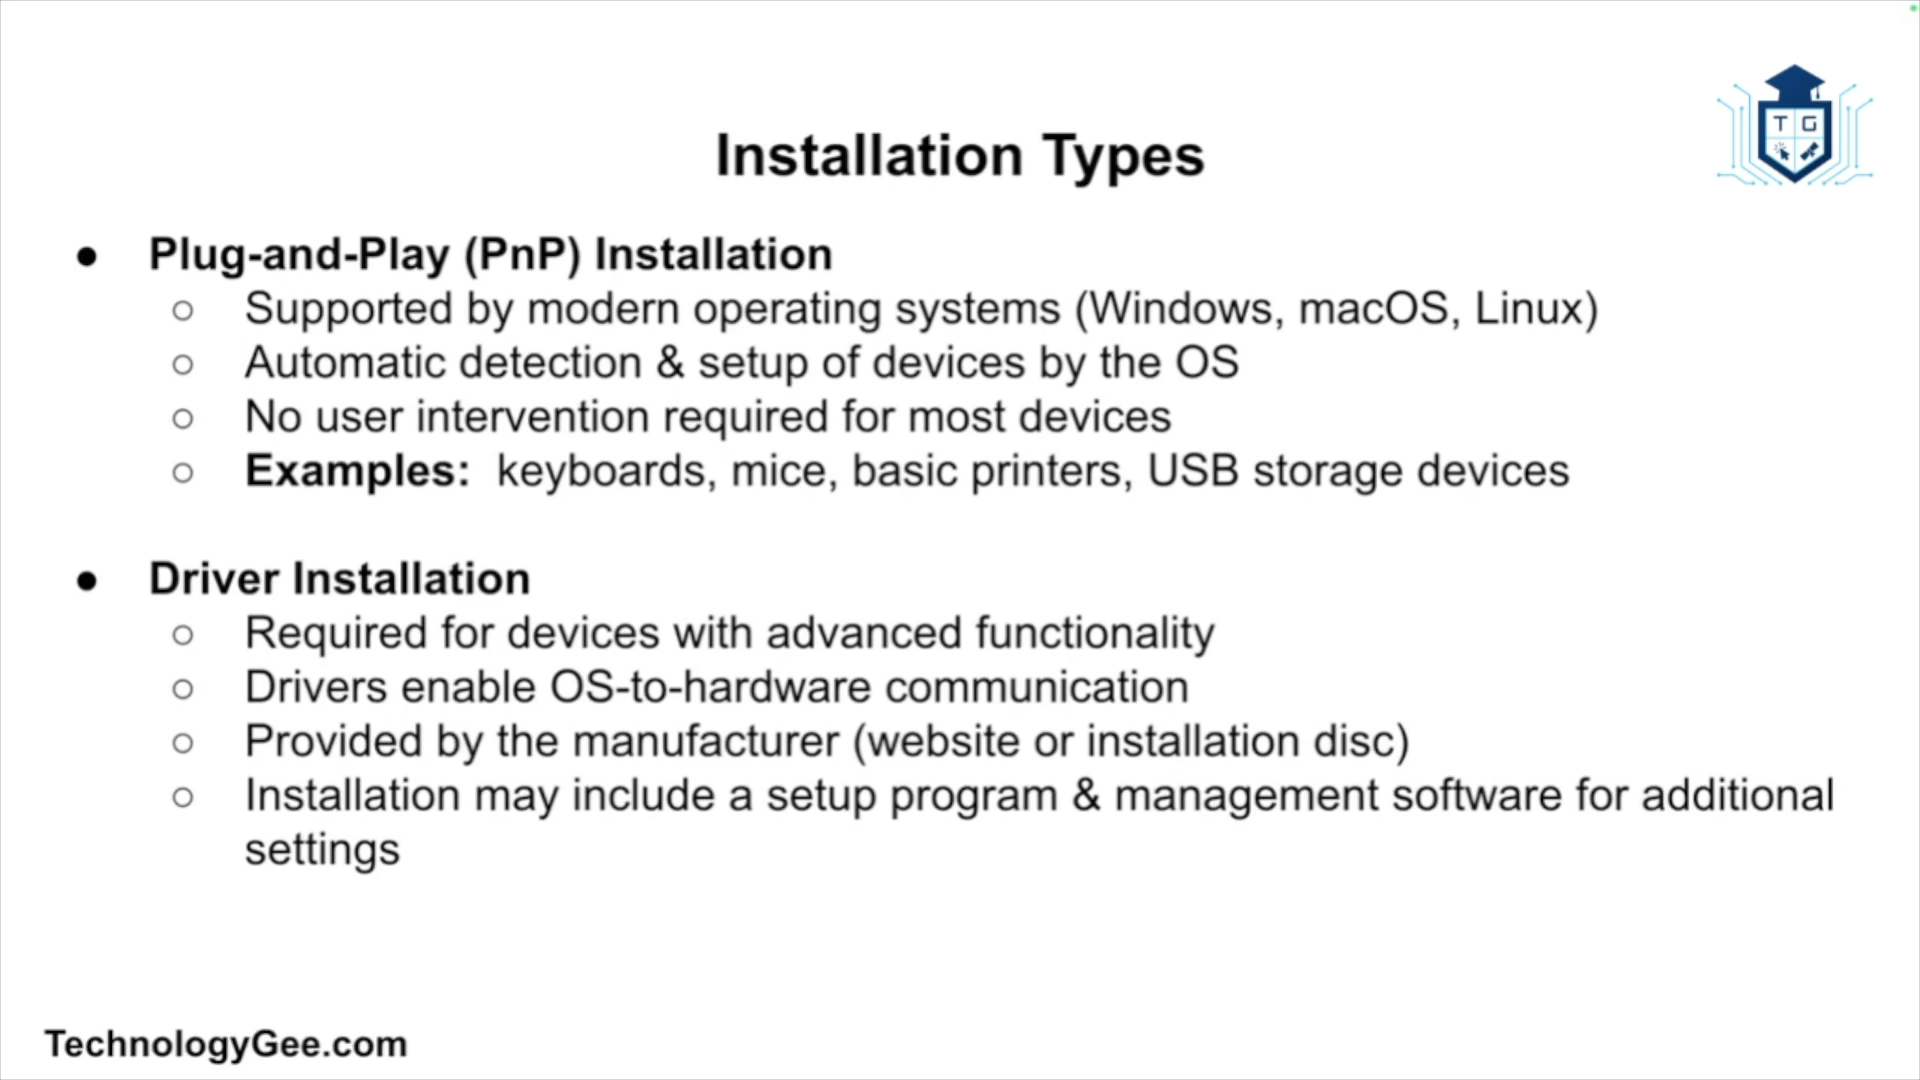 Installation Types
T G
● Plug-and-Play (PnP) Installation
○ Supported by modern operating systems (Windows, macOS, Linux)
○ Automatic detection & setup of devices by the OS
○ No user intervention required for most devices
○ Examples: keyboards, mice, basic printers, USB storage devices
● Driver Installation
○ Required for devices with advanced functionality
○ Drivers enable OS-to-hardware communication
○ Provided by the manufacturer (website or installation disc)
○ Installation may include a setup program & management software for additional
settings
TechnologyGee.com